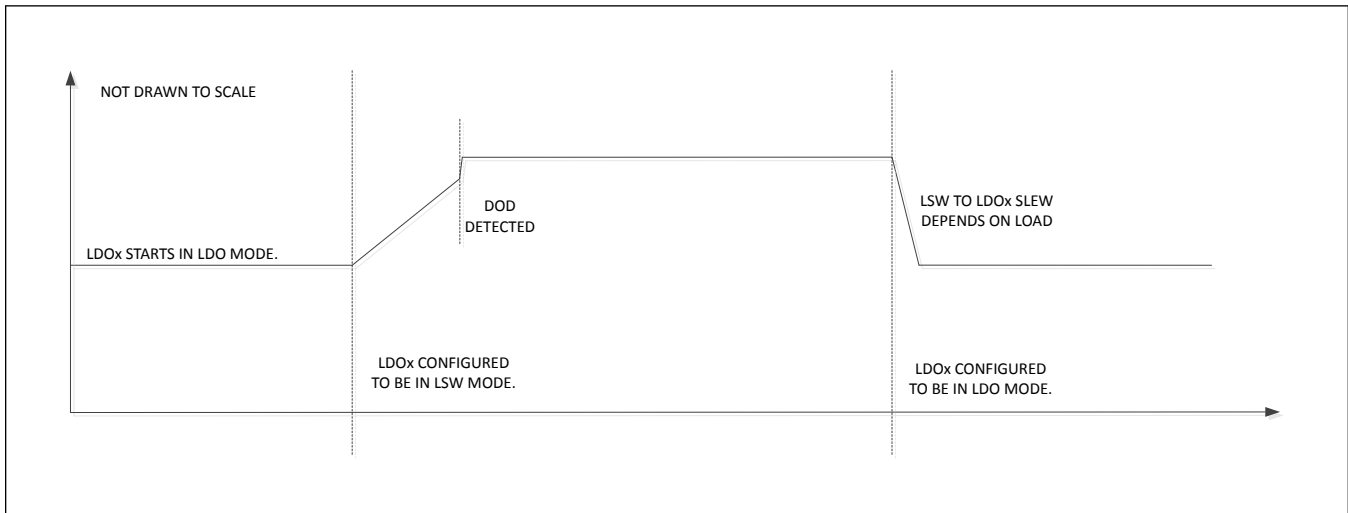 NOT DRAWN TO SCALE
LDOx STARTS IN LDO MODE.
DOD
DETECTED
LSW TO LDOx SLEW
DEPENDS ON LOAD
LDOx CONFIGURED
TO BE IN LSW MODE.
LDOx CONFIGURED
TO BE IN LDO MODE.